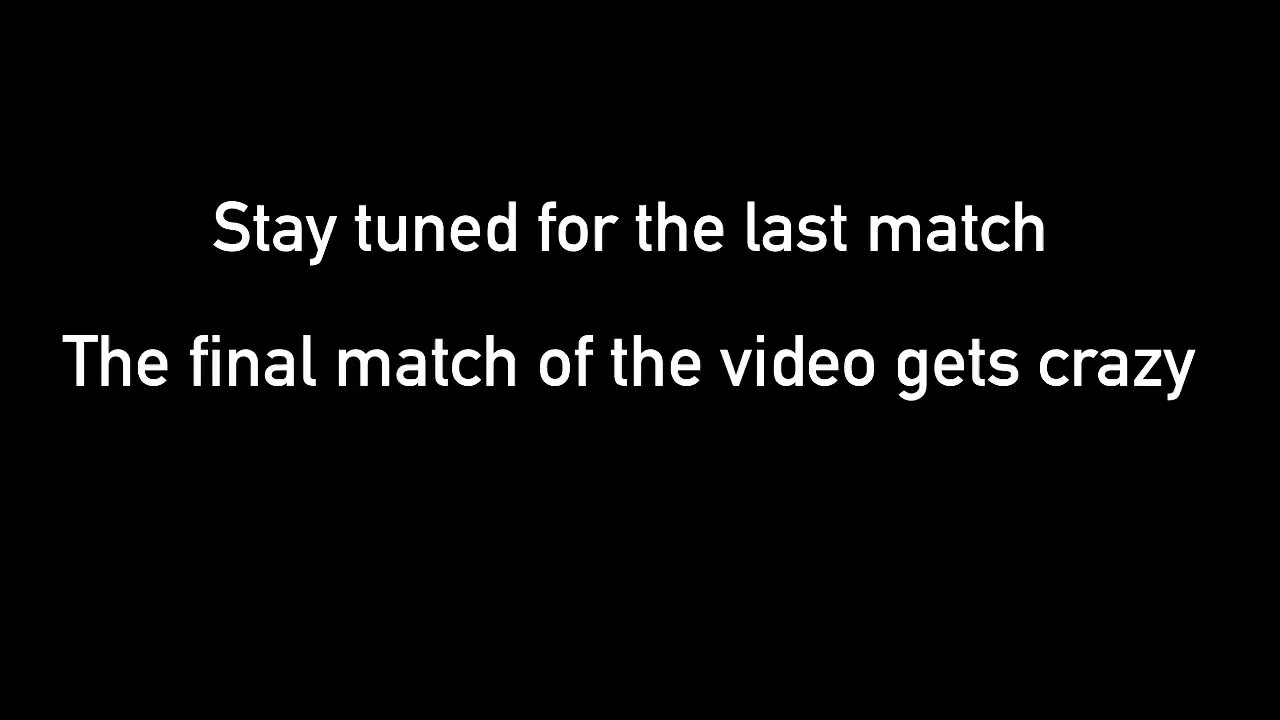 Stay tuned for the last match
The final match of the video gets crazy